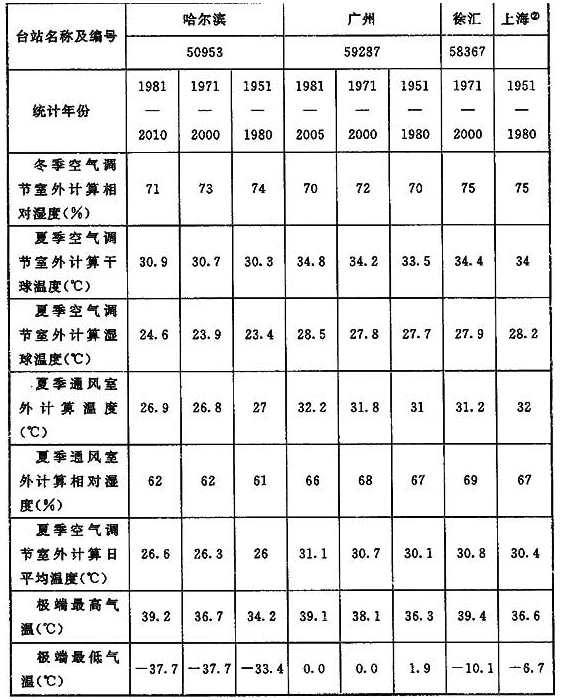 台站名称及编号 哈尔滨 广州 徐汇 上海②
50953 59287 58367
统计年份 1981—2010 1971—2000 1951—1980 1981—2005 1971—2000 1951—1980 1971—2000 1951—1980
冬季空气调
节室外计算相 71 73 74 70 72 70 75 75
对湿度(%)
夏季空气调
节室外计算干 30.9 30.7 30.3 34.8 34.2 33.5 34.4 34
球温度(℃)
夏季空气调
节室外计算湿 24.6 23.9 23.4 28.5 27.8 27.7 27.9 28.2
球温度(℃)
夏季通风室
外计算温度 26.9 26.8 27 32.2 31.8 31 31.2 32
(℃)
夏季通风室
外计算相对湿 62 62 61 66 68 67 69 67
度(%)
夏季空气调
节室外计算日 26.6 26.3 26 31.1 30.7 30.1 30.8 30.4
平均温度(℃)
极端最高气
温(℃) 39.2 36.7 34.2 39.1 38.1 36.3 39.4 36.6
极端最低气
温(℃) －37.7 －37.7 －33.4 0.0 0.0 1.9 －10.1 －6.7